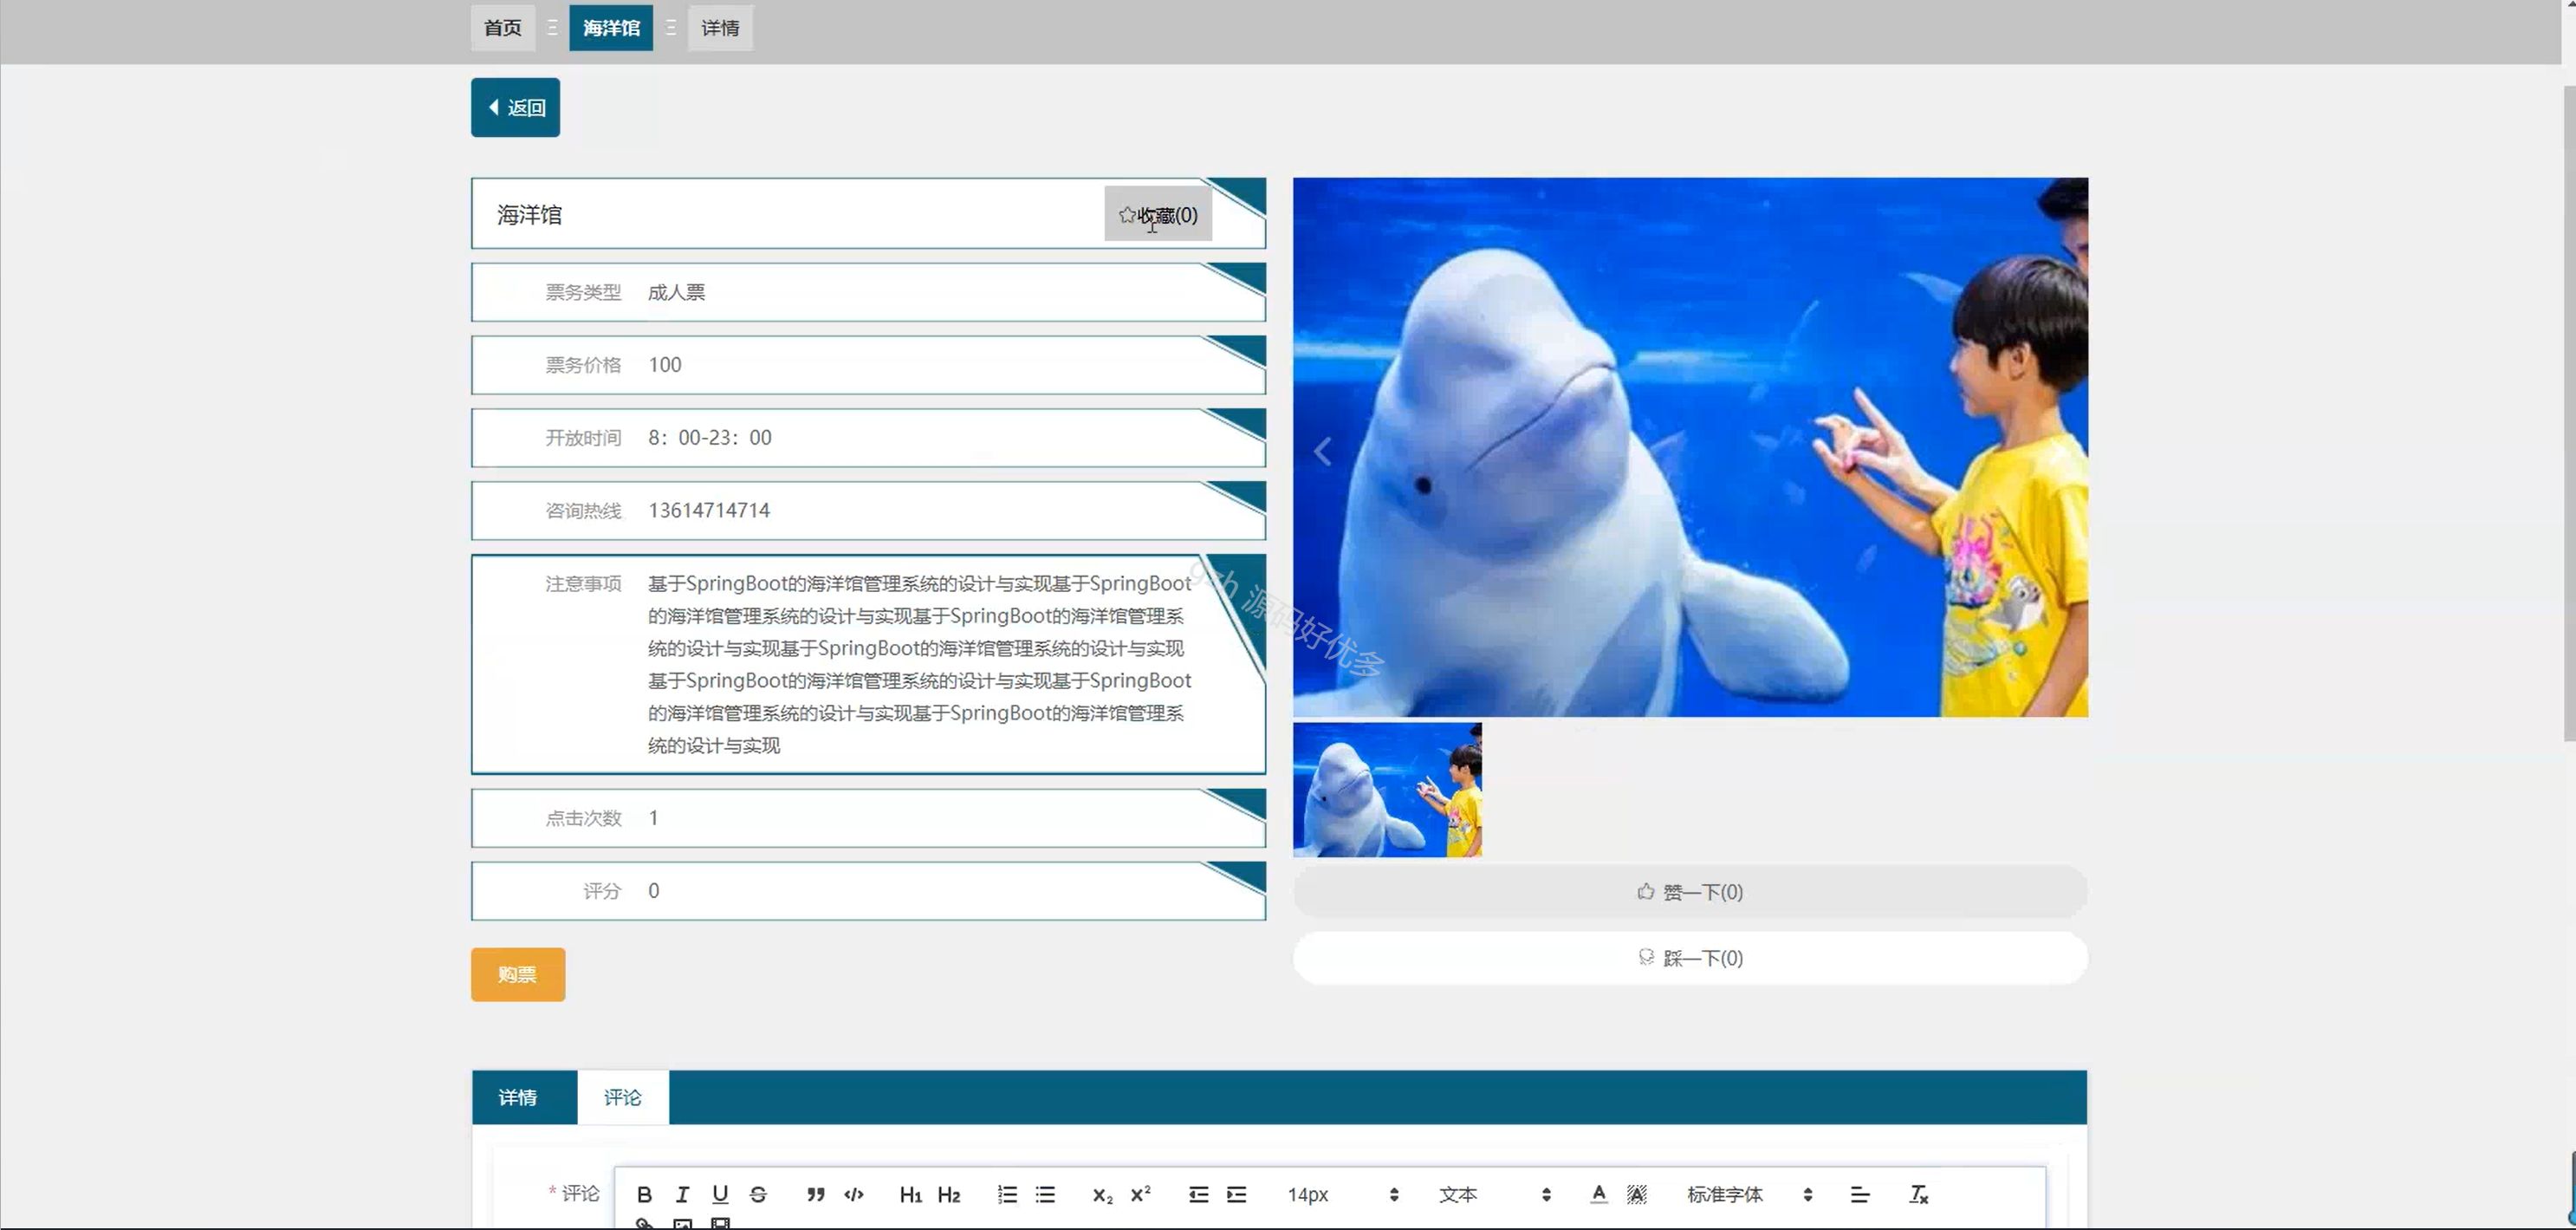 首页 海洋馆 详情
返回
海洋馆 收藏(0)
票务类型 成人票
票务价格 100
开放时间 8：00-23：00
咨询热线 13614714714
注意事项 基于SpringBoot的海洋馆管理系统的设计与实现基于SpringBoot
的海洋馆管理系统的设计与实现基于SpringBoot的海洋馆管理系
统的设计与实现基于SpringBoot的海洋馆管理系统的设计与实现
基于SpringBoot的海洋馆管理系统的设计与实现基于SpringBoot
的海洋馆管理系统的设计与实现基于SpringBoot的海洋馆管理系
统的设计与实现
点击次数 1
评分 0
购票
gzh 源码好优多
赞一下(0)
踩一下(0)
详情 评论
* 评论 B I U S H1 H2 X2 X2 14px 文本 A A 标准字体 Tx